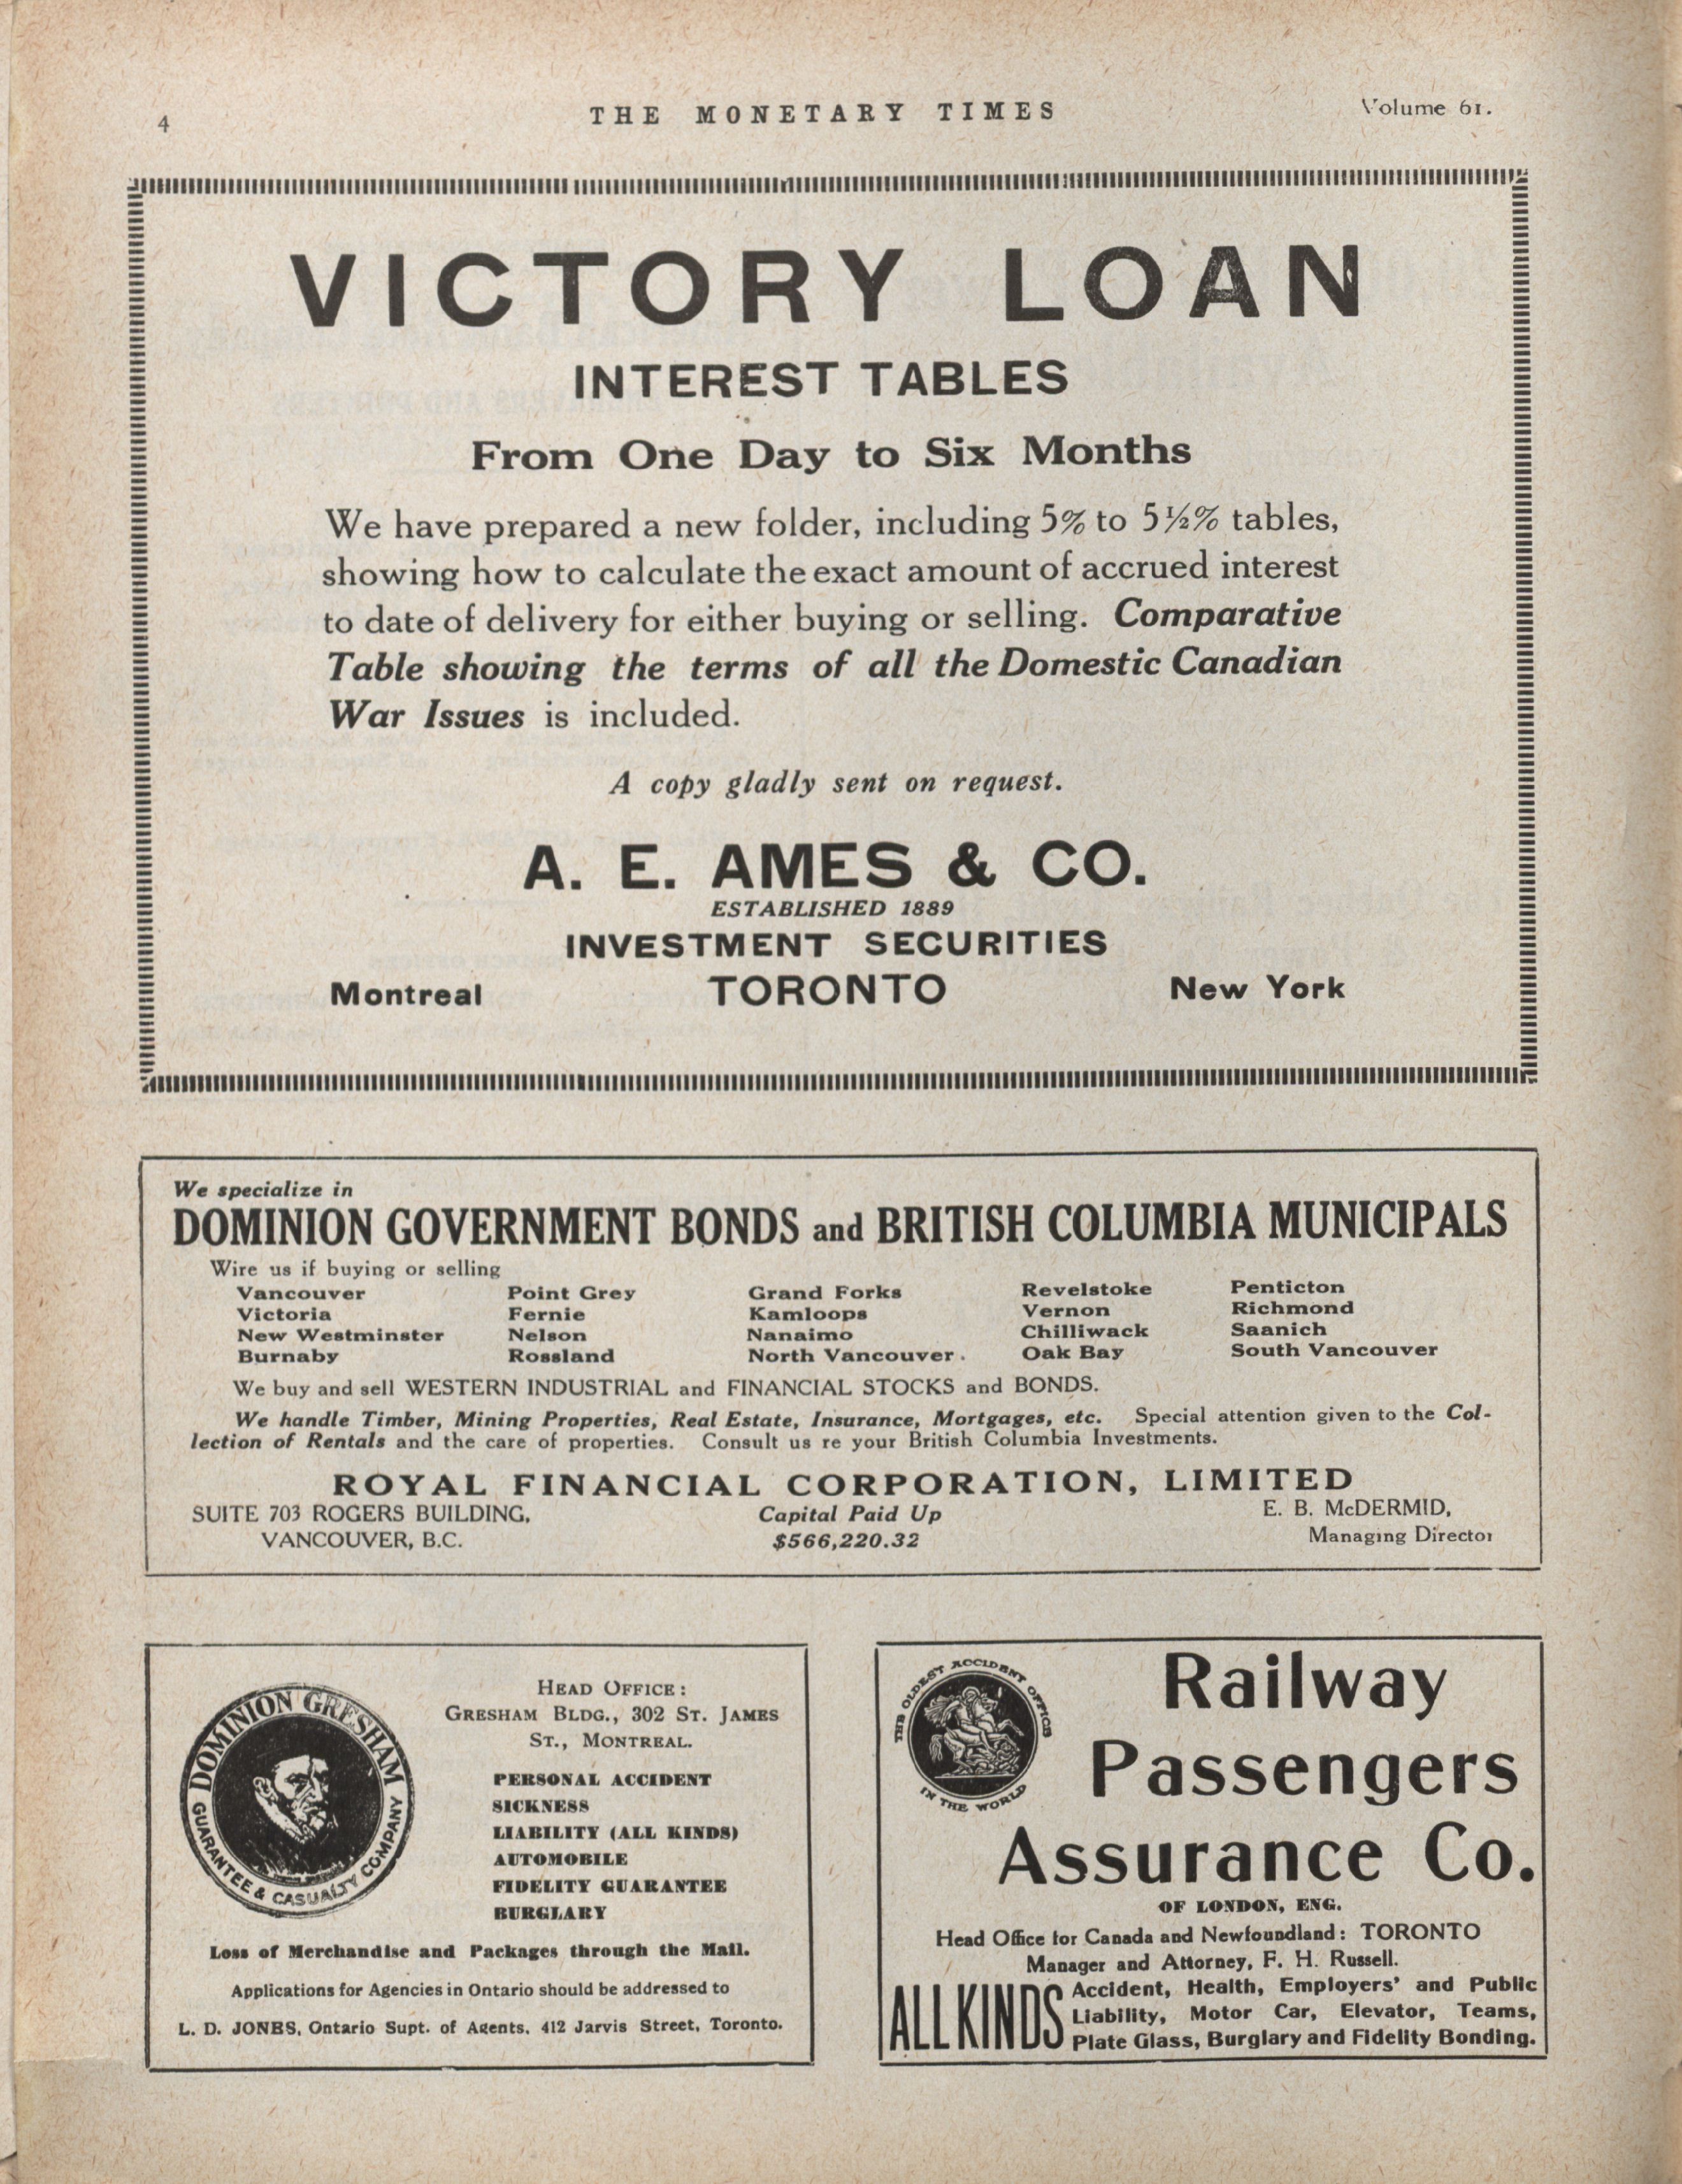 4
THE MONETARY TIMES
Volume 61.
VICTORY LOAN
INTEREST TABLES
From One Day to Six Months
We have prepared a new folder, including 5% to 5½% tables,
showing how to calculate the exact amount of accrued interest
to date of delivery for either buying or selling. Comparative
Table showing the terms of all the Domestic Canadian
War Issues is included.
A copy gladly sent on request.
A. E. AMES & CO.
ESTABLISHED 1889
INVESTMENT SECURITIES
Montreal TORONTO New York
We specialize in
DOMINION GOVERNMENT BONDS and BRITISH COLUMBIA MUNICIPALS
Wire us if buying or selling
Vancouver Point Grey Grand Forks Revelstoke Penticton
Victoria Fernie Kamloops Vernon Richmond
New Westminster Nelson Nanaimo Chilliwack Saanich
Burnaby Rossland North Vancouver. Oak Bay South Vancouver
We buy and sell WESTERN INDUSTRIAL and FINANCIAL STOCKS and BONDS.
We handle Timber, Mining Properties, Real Estate, Insurance, Mortgages, etc. Special attention given to the Col-
lection of Rentals and the care of properties. Consult us re your British Columbia Investments.
ROYAL FINANCIAL CORPORATION, LIMITED
SUITE 703 ROGERS BUILDING, Capital Paid Up E. B. McDERMID,
VANCOUVER, B.C. $566,220.32 Managing Director
DOMINION GRESHAM
GUARANTEE & CASUALTY COMPANY
HEAD OFFICE:
GRESHAM BLDG., 302 ST. JAMES
ST., MONTREAL.
PERSONAL ACCIDENT
SICKNESS
LIABILITY (ALL KINDS)
AUTOMOBILE
FIDELITY GUARANTEE
BURGLARY
Loss of Merchandise and Packages through the Mail.
Applications for Agencies in Ontario should be addressed to
L. D. JONES, Ontario Supt. of Agents, 412 Jarvis Street, Toronto.
THE OLDEST ACCIDENT OFFICE
IN THE WORLD
Railway
Passengers
Assurance Co.
OF LONDON, ENG.
Head Office for Canada and Newfoundland: TORONTO
Manager and Attorney, F. H. Russell.
ALL KINDS
Accident, Health, Employers' and Public
Liability, Motor Car, Elevator, Teams,
Plate Glass, Burglary and Fidelity Bonding.